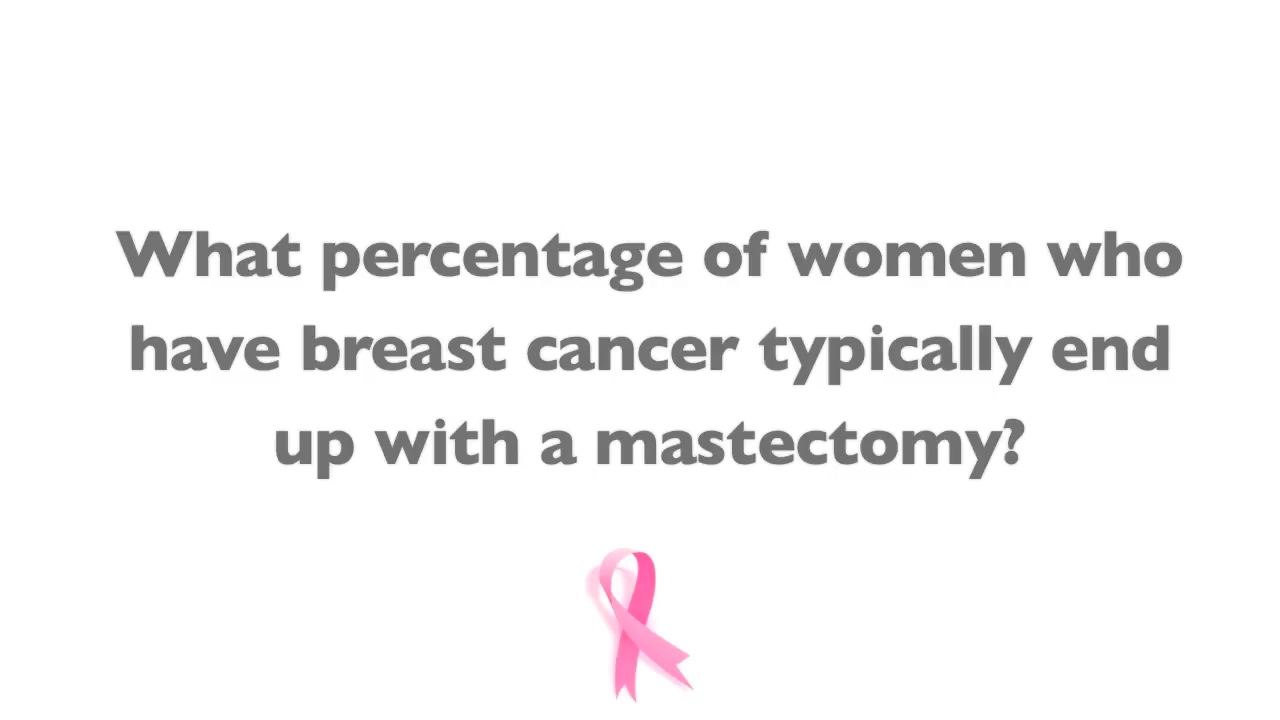 What percentage of women who
have breast cancer typically end
up with a mastectomy?